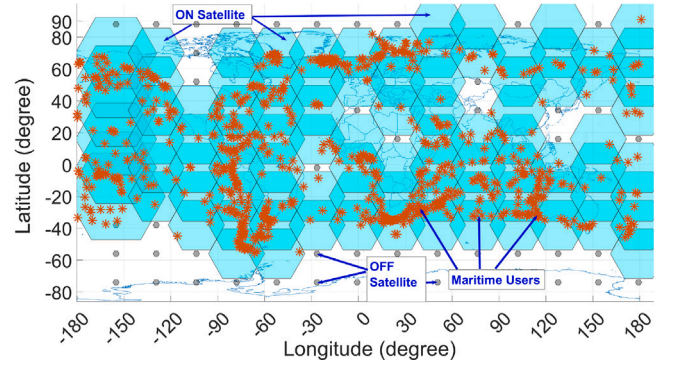 ON Satellite
90
80
60
40
20
0
-20
-40
-60
-80
Latitude (degree)
OFF
Satellite
Maritime Users
-180 -150 -120 -90 -60 -30 0 30 60 90 120 150 180
Longitude (degree)